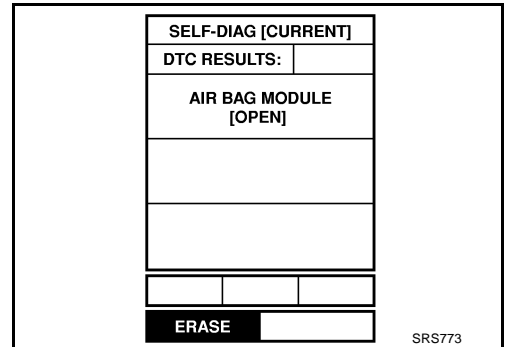 SELF-DIAG [CURRENT]
DTC RESULTS:
AIR BAG MODULE
[OPEN]
ERASE
SRS773